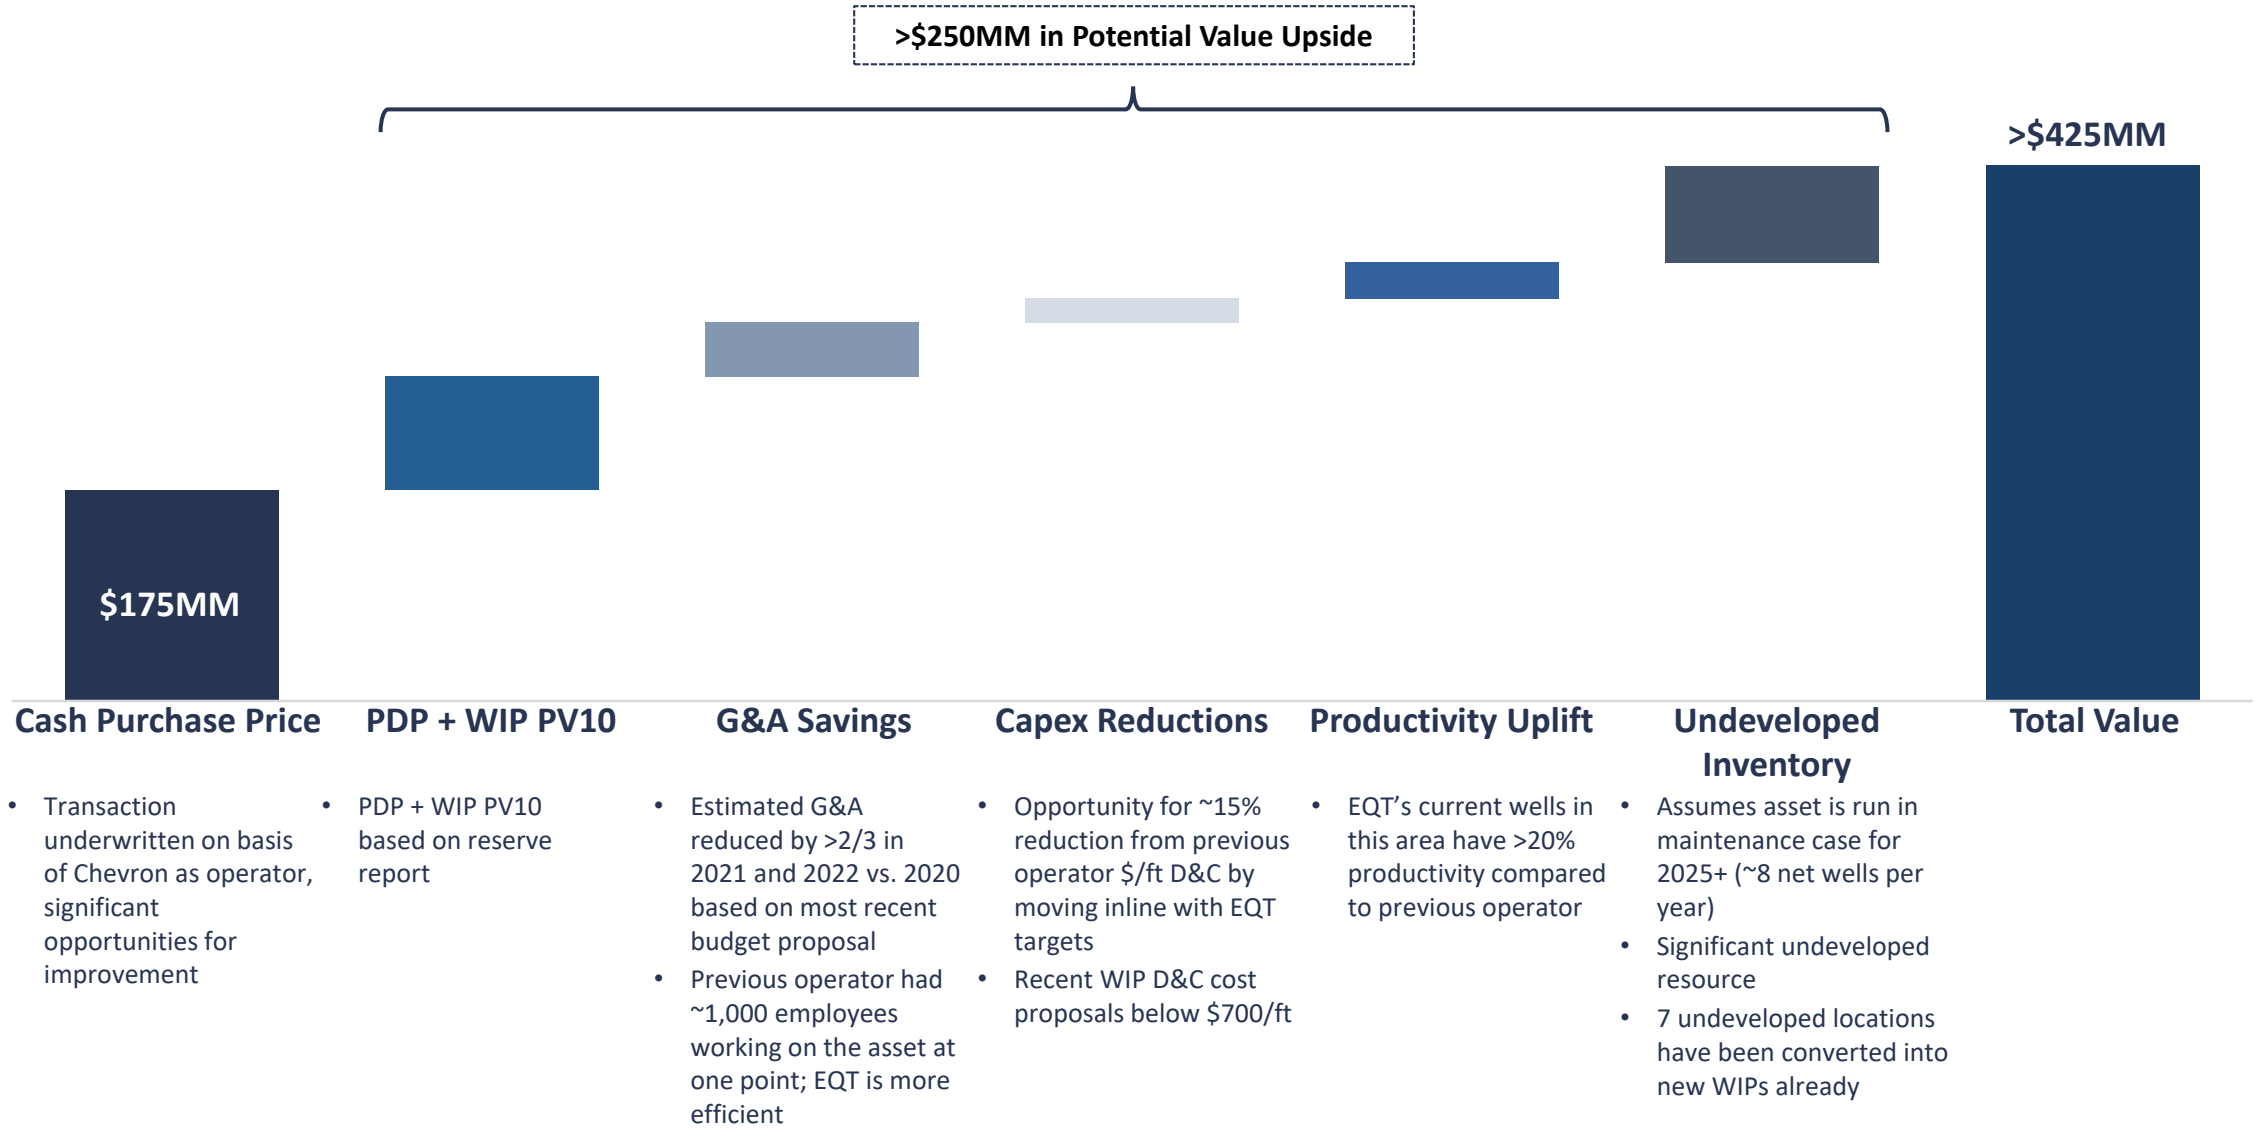 >$250MM in Potential Value Upside
>$425MM
$175MM
Cash Purchase Price
PDP + WIP PV10
G&A Savings
Capex Reductions
Productivity Uplift
Undeveloped
Inventory
Total Value
• Transaction
underwritten on basis
of Chevron as operator,
significant
opportunities for
improvement
• PDP + WIP PV10
based on reserve
report
• Estimated G&A
reduced by >2/3 in
2021 and 2022 vs. 2020
based on most recent
budget proposal
• Previous operator had
~1,000 employees
working on the asset at
one point; EQT is more
efficient
• Opportunity for ~15%
reduction from previous
operator $/ft D&C by
moving inline with EQT
targets
• Recent WIP D&C cost
proposals below $700/ft
• EQT’s current wells in
this area have >20%
productivity compared
to previous operator
• Assumes asset is run in
maintenance case for
2025+ (~8 net wells per
year)
• Significant undeveloped
resource
• 7 undeveloped locations
have been converted into
new WIPs already